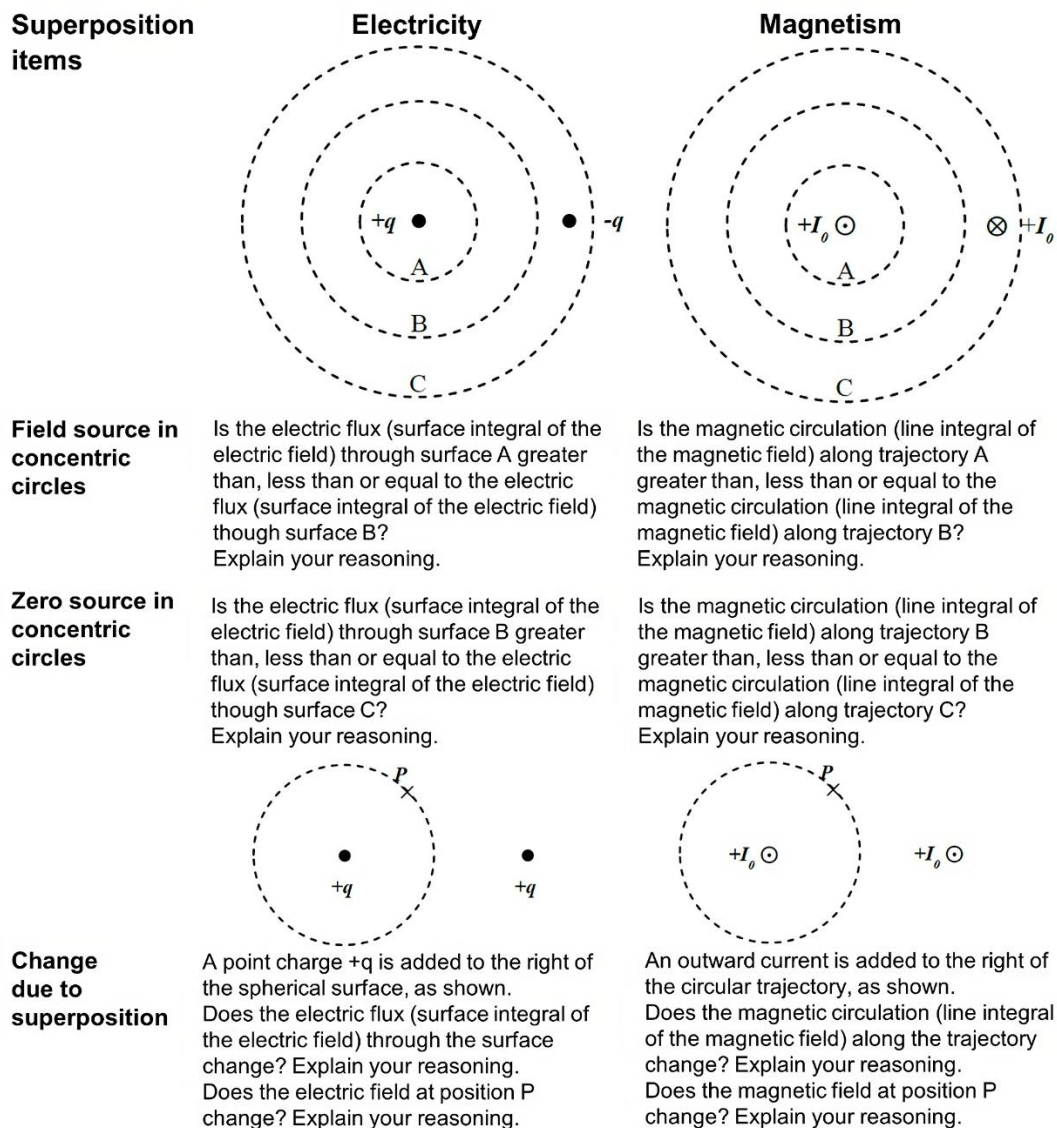 Superposition items
Electricity
Magnetism
+q
-q
A
B
C
+I₀
+I₀
A
B
C
Field source in concentric circles
Is the electric flux (surface integral of the
electric field) through surface A greater
than, less than or equal to the electric
flux (surface integral of the electric field)
though surface B?
Explain your reasoning.
Is the magnetic circulation (line integral of
the magnetic field) along trajectory A
greater than, less than or equal to the
magnetic circulation (line integral of the
magnetic field) along trajectory B?
Explain your reasoning.
Zero source in concentric circles
Is the electric flux (surface integral of the
electric field) through surface B greater
than, less than or equal to the electric
flux (surface integral of the electric field)
though surface C?
Explain your reasoning.
Is the magnetic circulation (line integral of
the magnetic field) along trajectory B
greater than, less than or equal to the
magnetic circulation (line integral of the
magnetic field) along trajectory C?
Explain your reasoning.
P
+q
+q
P
+I₀
+I₀
Change due to superposition
A point charge +q is added to the right of
the spherical surface, as shown.
Does the electric flux (surface integral of
the electric field) through the surface
change? Explain your reasoning.
Does the electric field at position P
change? Explain your reasoning.
An outward current is added to the right of
the circular trajectory, as shown.
Does the magnetic circulation (line integral
of the magnetic field) along the trajectory
change? Explain your reasoning.
Does the magnetic field at position P
change? Explain your reasoning.